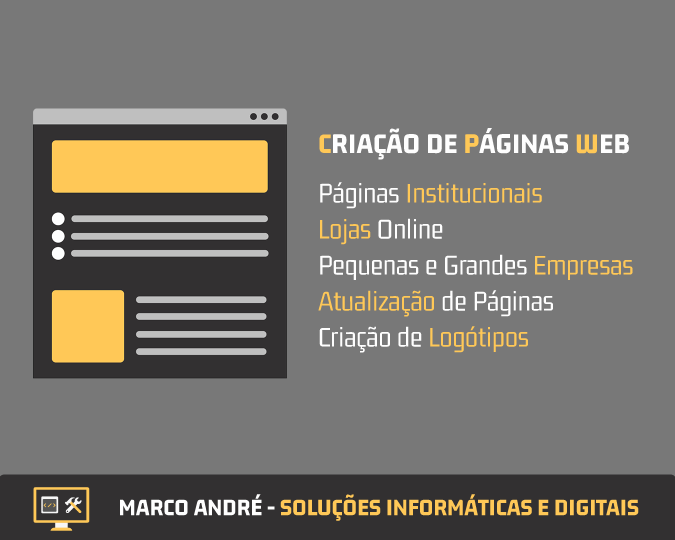 CRIAÇÃO DE PÁGINAS WEB
Páginas Institucionais
Lojas Online
Pequenas e Grandes Empresas
Atualização de Páginas
Criação de Logótipos
MARCO ANDRÉ - SOLUÇÕES INFORMÁTICAS E DIGITAIS